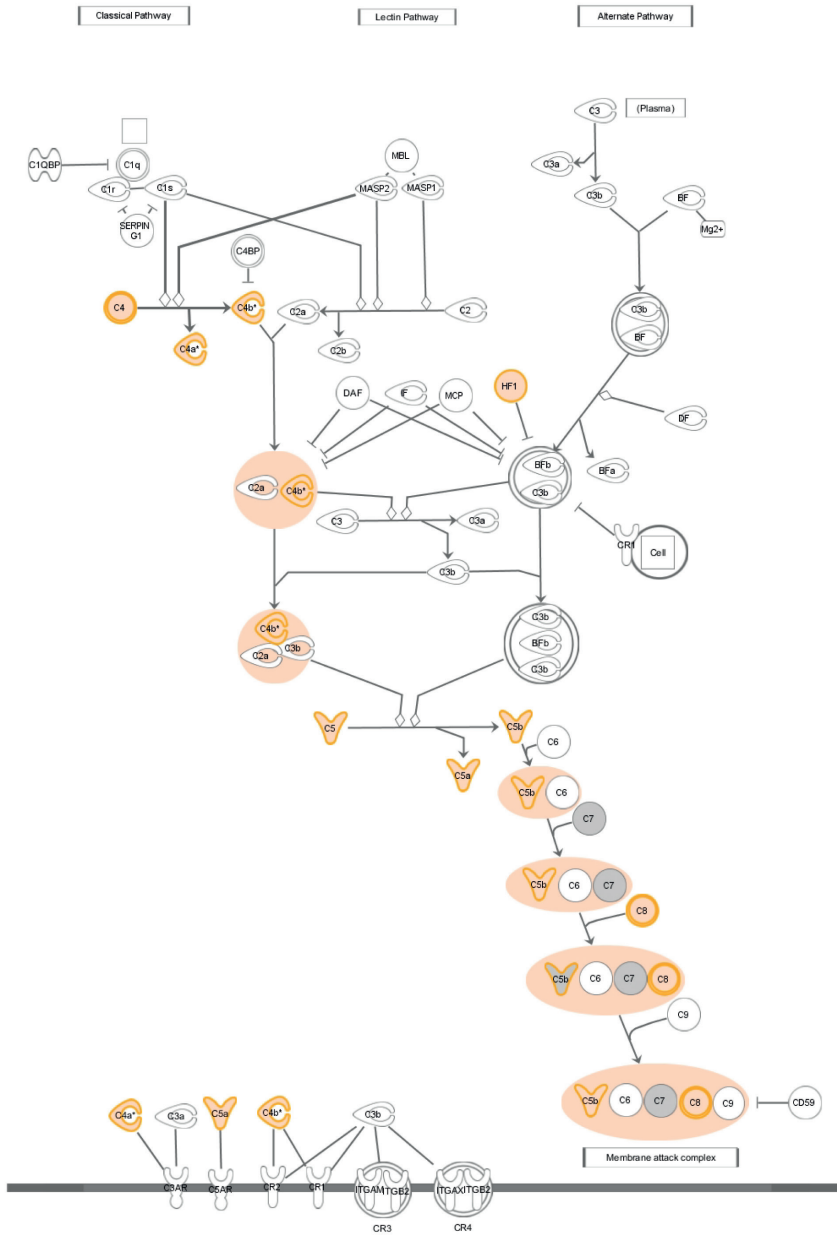 Classical Pathway
Lectin Pathway
Alternate Pathway
C3
(Plasma)
C1QBP
C1q
MBL
C3a
C1r
C1s
MASP2
MASP1
C3b
BF
Mg2+
SERPIN
G1
C4BP
C4
C4b*
C2a
C2
C3b
BF
C4a*
C2b
DAF
IF
MCP
HF1
DF
BFb
BFa
C2a
C4b*
C3b
C3
C3a
CR1
Cell
C3b
C4b*
C3b
C2a
C3b
BFb
C3b
C5
C5b
C6
C5a
C5b
C6
C7
C5b
C6
C7
C8
C5b
C6
C7
C8
C9
C5b
C6
C7
C8
C9
CD59
Membrane attack complex
C4a*
C3a
C5a
C4b*
C3b
C3AR
C5AR
CR2
CR1
ITGAM
ITGB2
ITGAX
ITGB2
CR3
CR4